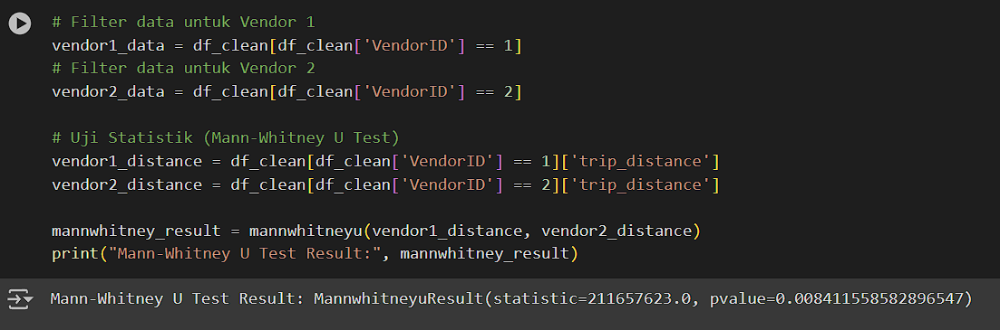 # Filter data untuk Vendor 1
vendor1_data = df_clean[df_clean['VendorID'] == 1]
# Filter data untuk Vendor 2
vendor2_data = df_clean[df_clean['VendorID'] == 2]
# Uji Statistik (Mann-Whitney U Test)
vendor1_distance = df_clean[df_clean['VendorID'] == 1]['trip_distance']
vendor2_distance = df_clean[df_clean['VendorID'] == 2]['trip_distance']
mannwhitney_result = mannwhitneyu(vendor1_distance, vendor2_distance)
print("Mann-Whitney U Test Result:", mannwhitney_result)
Mann-Whitney U Test Result: MannwhitneyuResult(statistic=211657623.0, pvalue=0.008411558582896547)